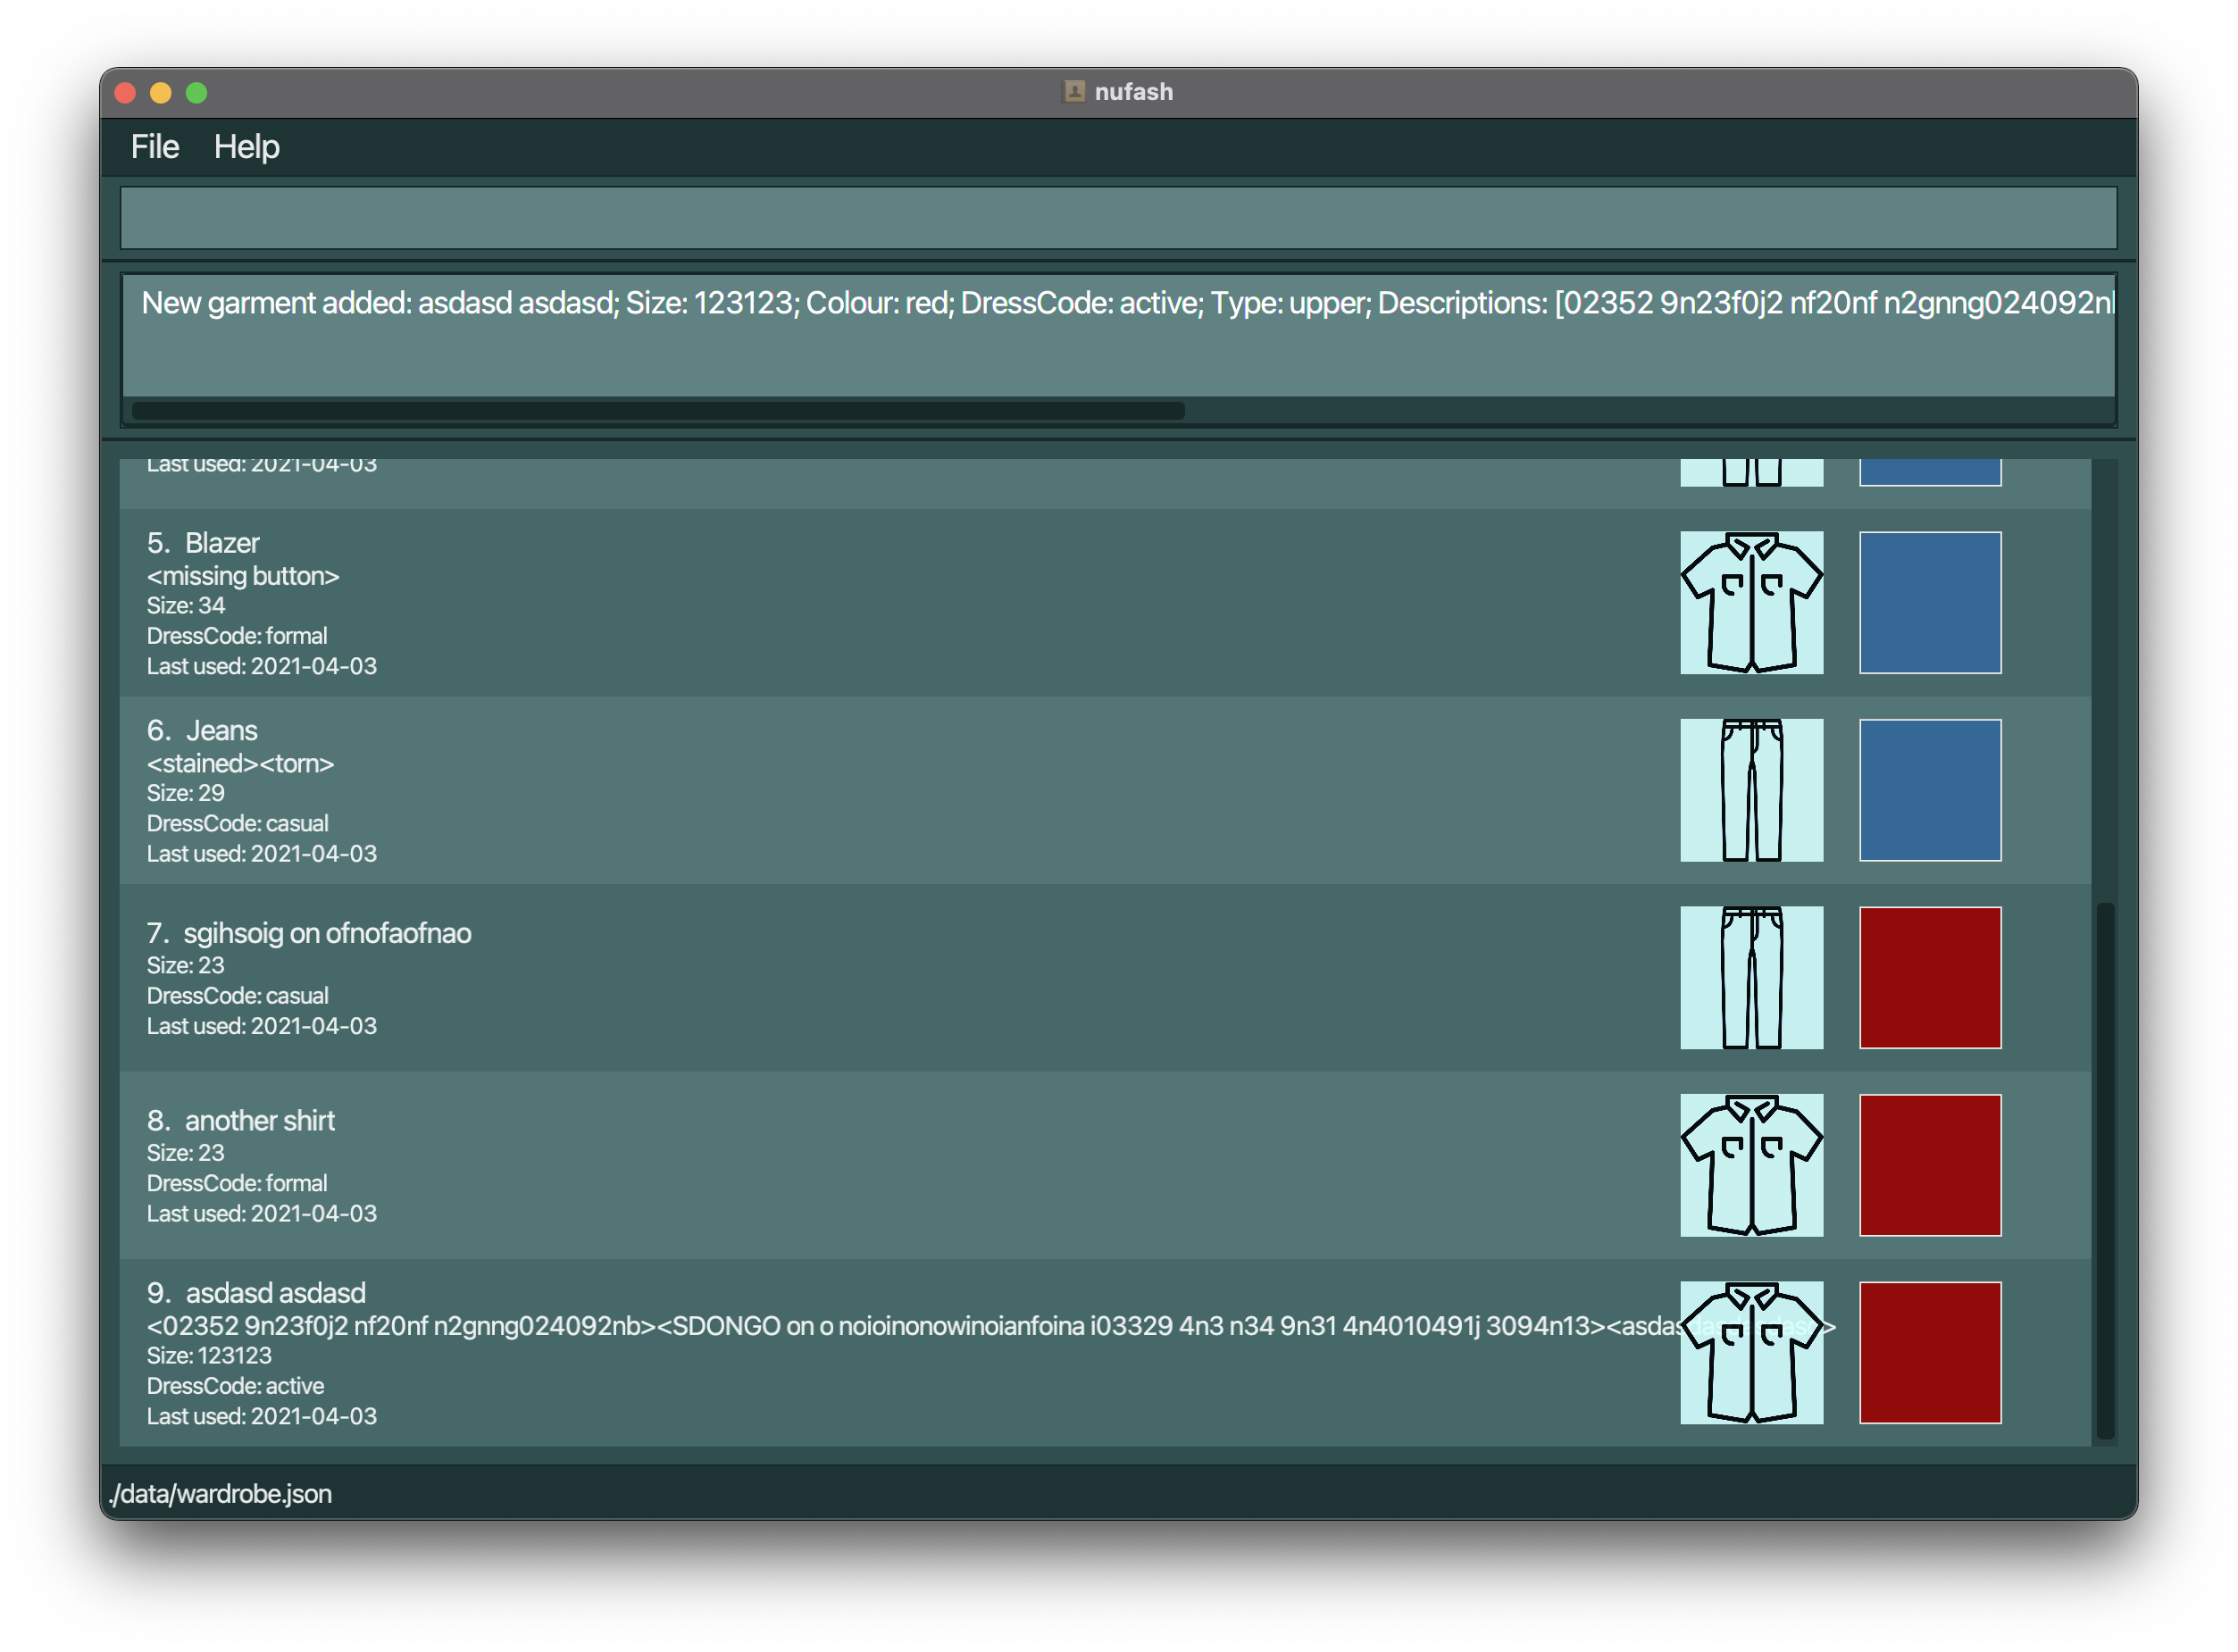 nufash
File Help
New garment added: asdasd asdasd; Size: 123123; Colour: red; DressCode: active; Type: upper; Descriptions: [02352 9n23f0j2 nf20nf n2gnng024092nb
Last used: 2021-04-03
5. Blazer
<missing button>
Size: 34
DressCode: formal
Last used: 2021-04-03
6. Jeans
<stained><torn>
Size: 29
DressCode: casual
Last used: 2021-04-03
7. sgihsoig on ofnofaofnao
Size: 23
DressCode: casual
Last used: 2021-04-03
8. another shirt
Size: 23
DressCode: formal
Last used: 2021-04-03
9. asdasd asdasd
<02352 9n23f0j2 nf20nf n2gnng024092nb><SDONGO on o noioinonowinoianfoina i03329 4n3 n34 9n31 4n4010491j 3094n13>
Size: 123123
DressCode: active
Last used: 2021-04-03
./data/wardrobe.json